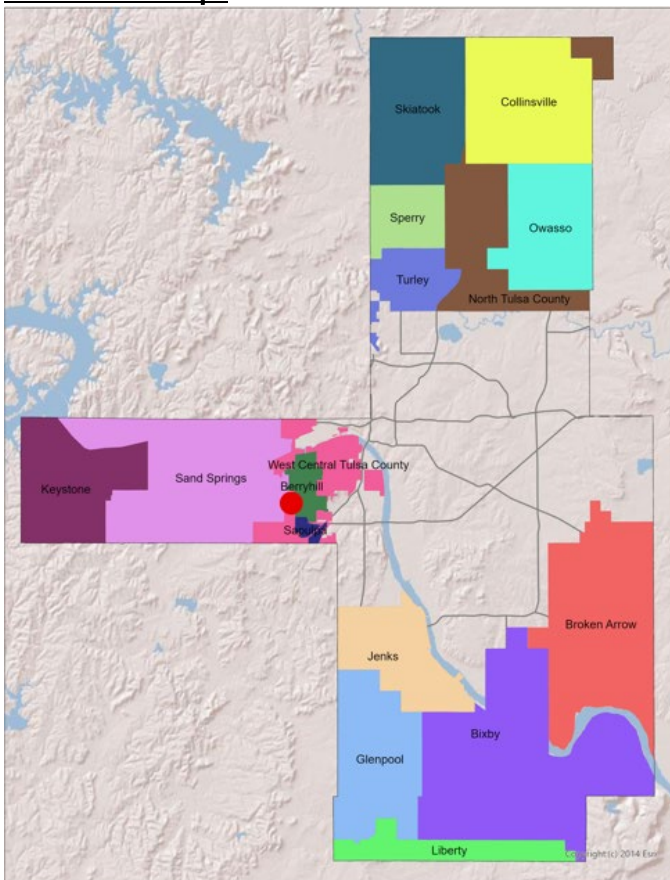 Skiatook
Collinsville
Sperry
Owasso
Turley
North Tulsa County
West Central Tulsa County
Sand Springs
Berryhill
Keystone
Sapulpa
Broken Arrow
Jenks
Bixby
Glenpool
Liberty
Copyright (c) 2014 Esri